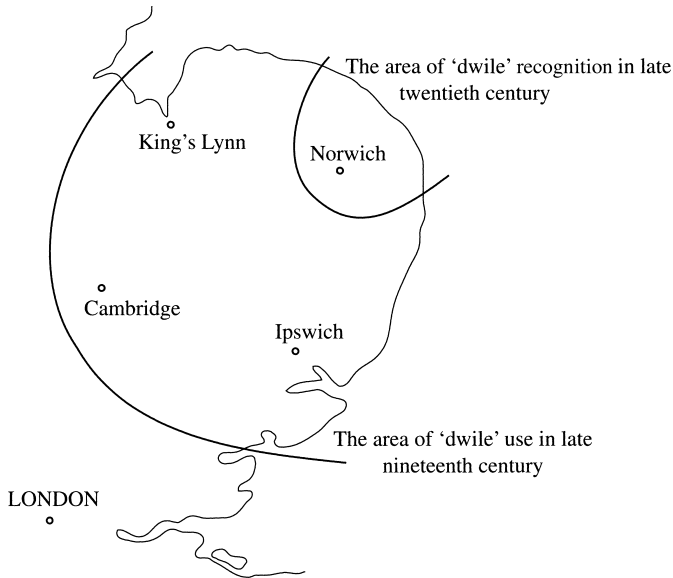 The area of ‘dwile’ recognition in late
twentieth century
King’s Lynn
Norwich
Cambridge
Ipswich
The area of ‘dwile’ use in late
nineteenth century
LONDON